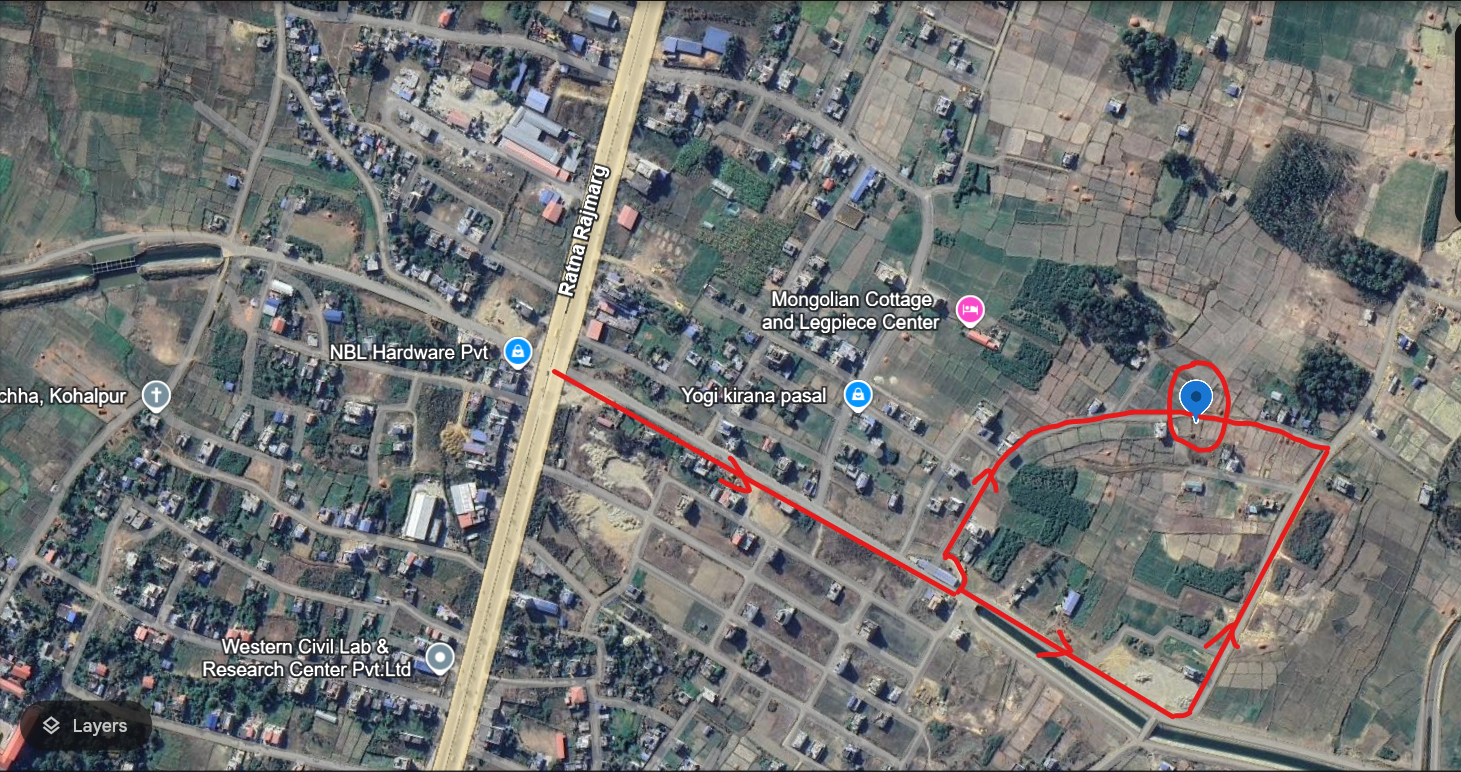 Ratna Rajmarg
Mongolian Cottage
and Legpiece Center
NBL Hardware Pvt
Yogi kirana pasal
chha, Kohalpur
Western Civil Lab &
Research Center Pvt.Ltd
Layers